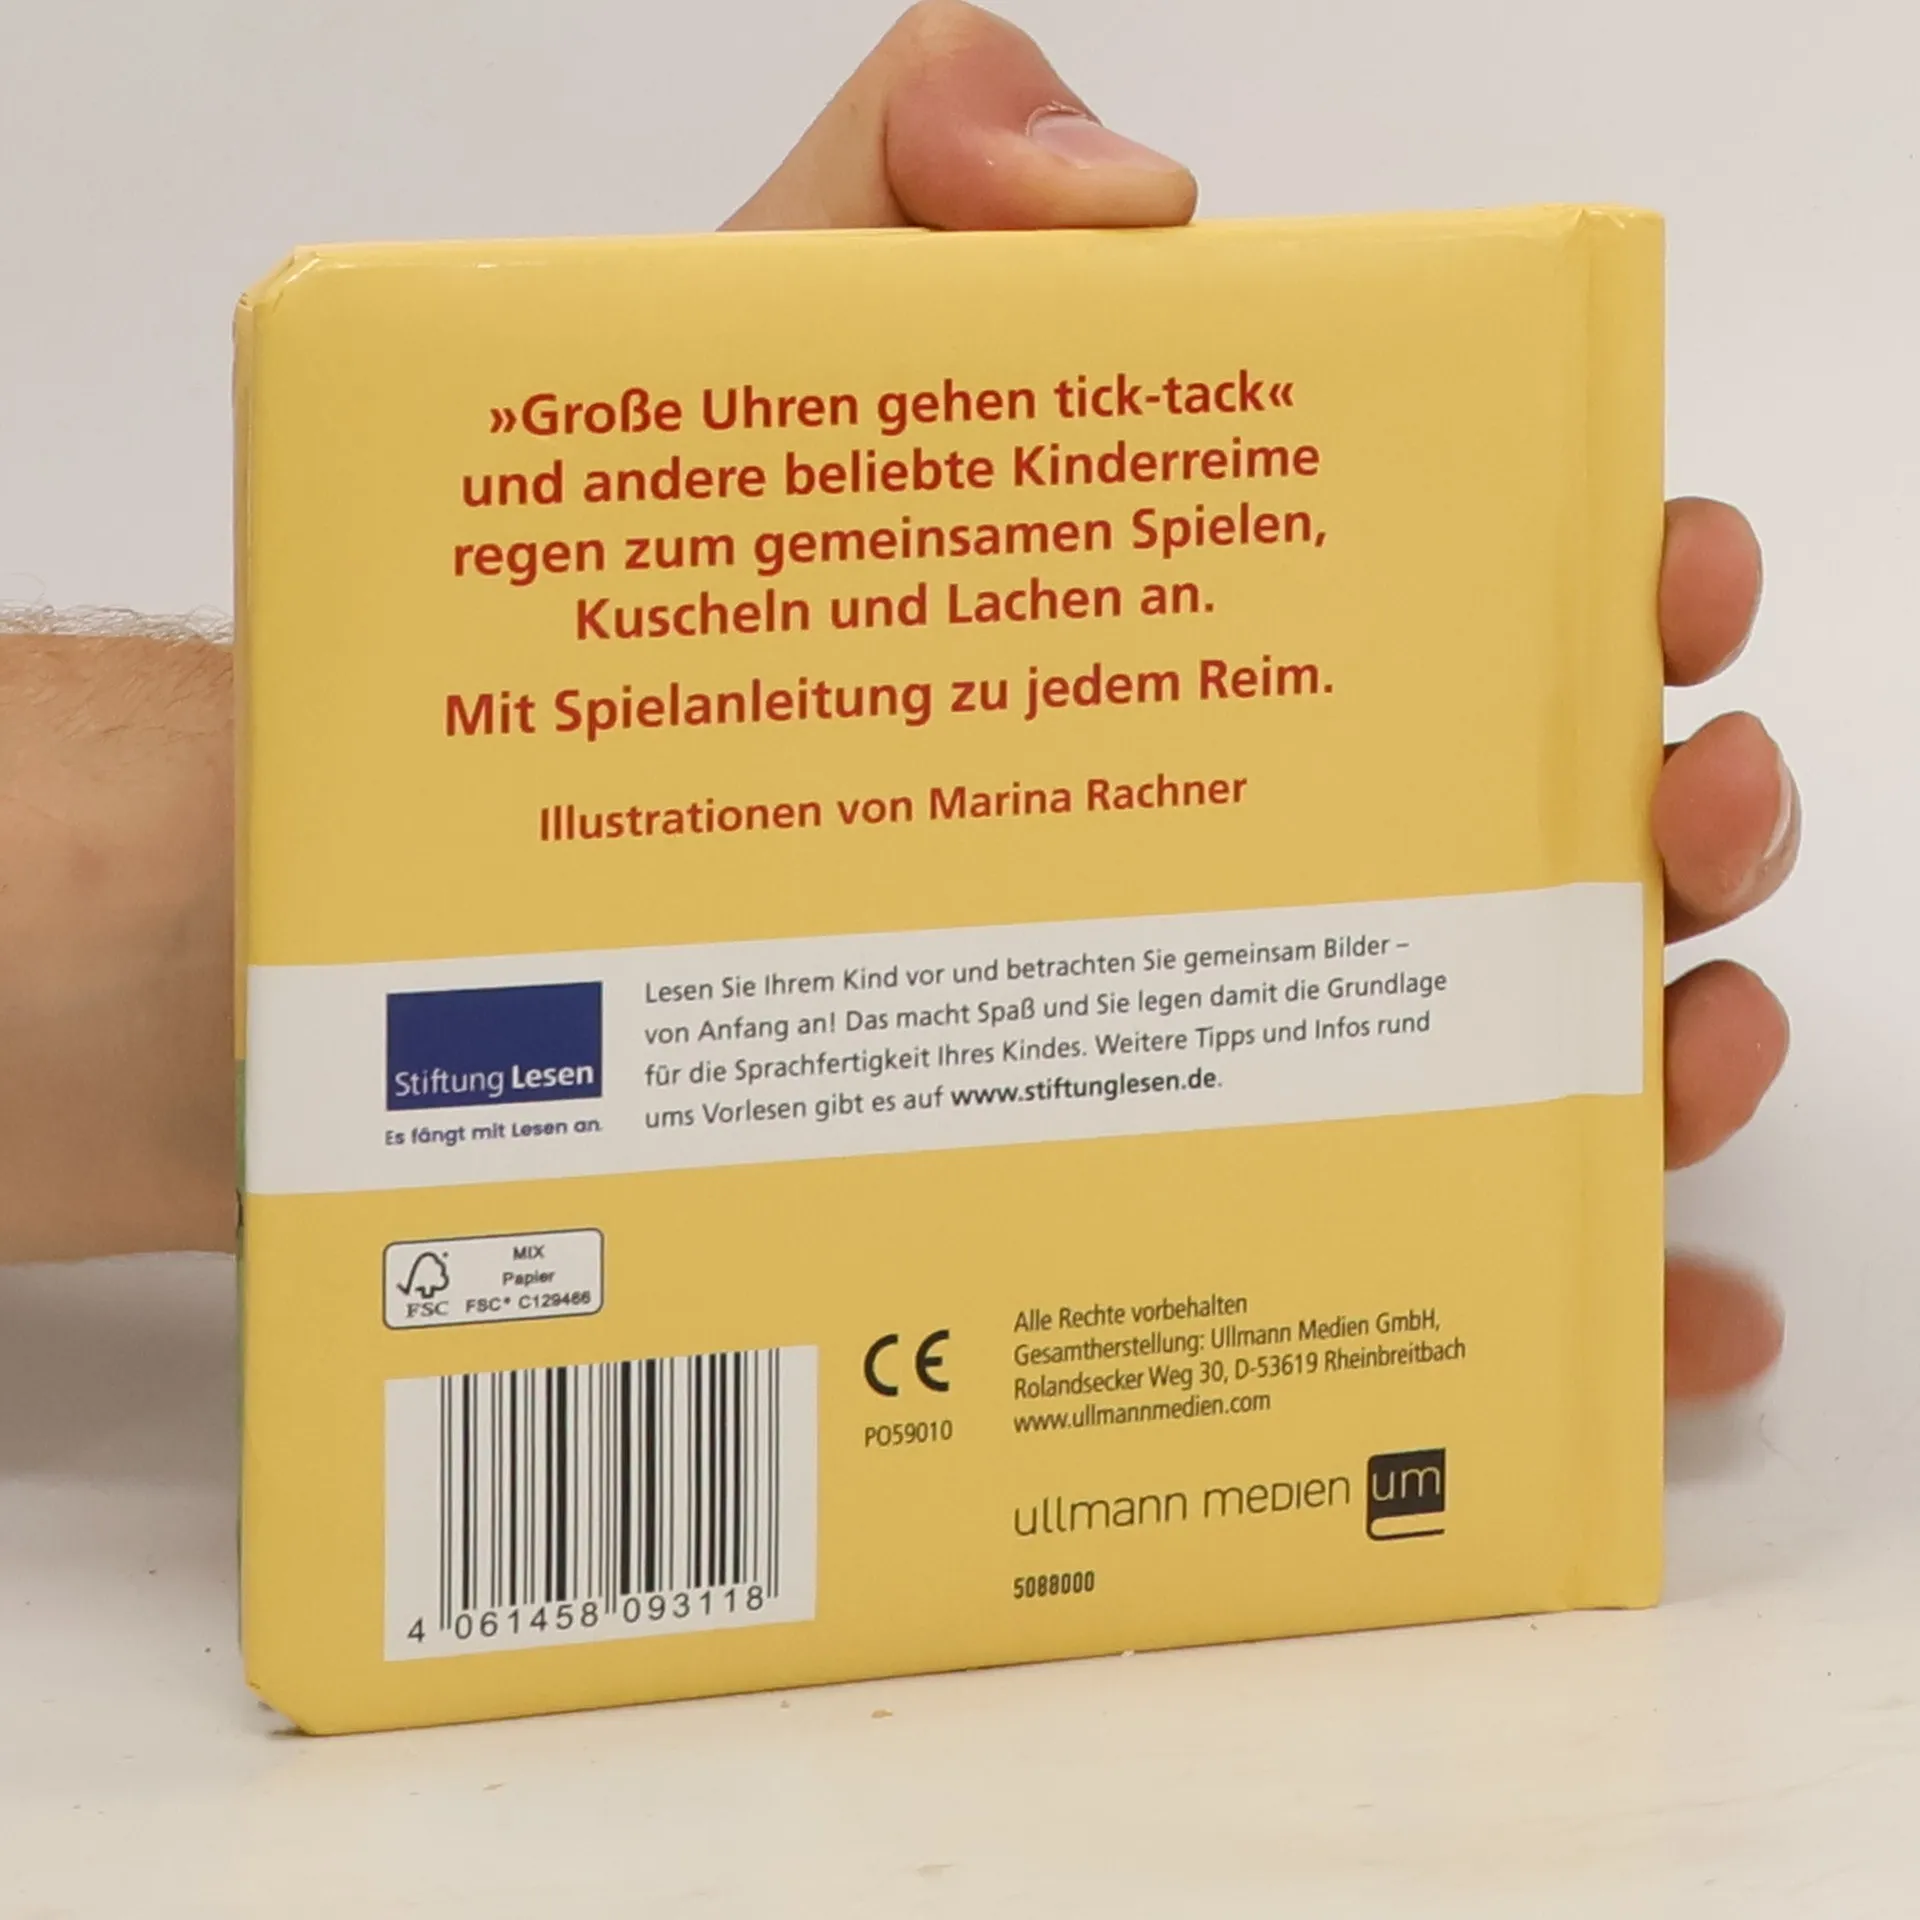 »Große Uhren gehen tick-tack«
und andere beliebte Kinderreime
regen zum gemeinsamen Spielen,
Kuscheln und Lachen an.
Mit Spielanleitung zu jedem Reim.
Illustrationen von Marina Rachner
Stiftung Lesen
Es fängt mit Lesen an.
Lesen Sie Ihrem Kind vor und betrachten Sie gemeinsam Bilder –
von Anfang an! Das macht Spaß und Sie legen damit die Grundlage
für die Sprachfertigkeit Ihres Kindes. Weitere Tipps und Infos rund
ums Vorlesen gibt es auf www.stiftunglesen.de.
MIX
Papier
FSC FSC® C129466
4 061458 093118
CE
PO59010
Alle Rechte vorbehalten
Gesamtherstellung: Ullmann Medien GmbH,
Rolandsecker Weg 30, D-53619 Rheinbreitbach
www.ullmannmedien.com
ullmann medien um
5088000